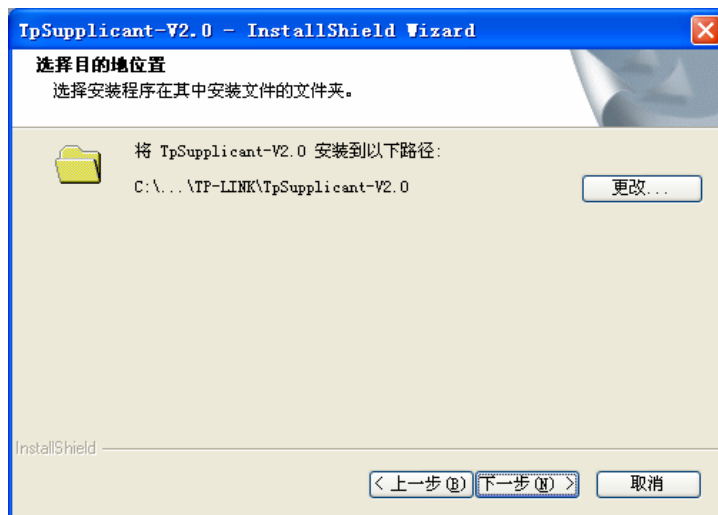 TpSupplicant-V2.0 - InstallShield Wizard
选择目的地位置
选择安装程序在其中安装文件的文件夹。
将 TpSupplicant-V2.0 安装到以下路径:
C:\...\TP-LINK\TpSupplicant-V2.0
更改...
InstallShield
< 上一步(B)
下一步(N) >
取消